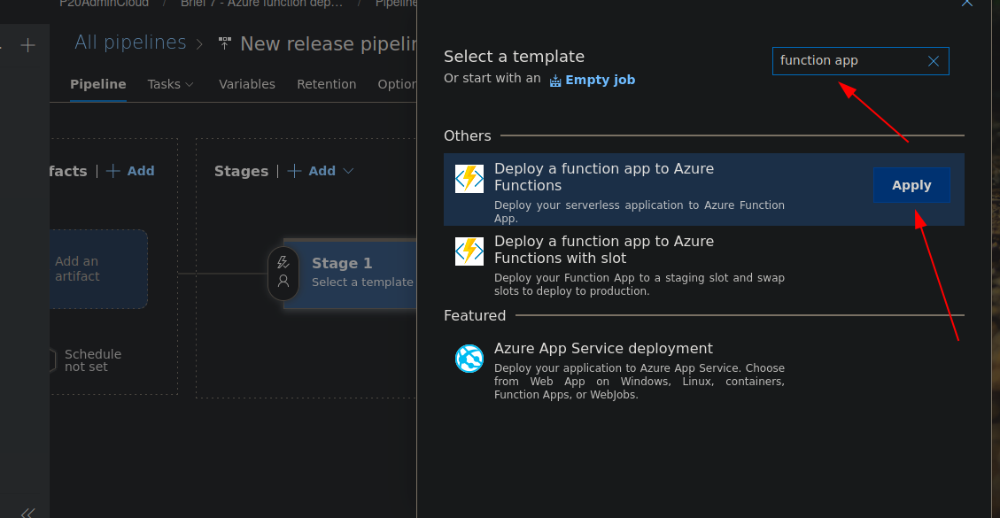 P20AdminCloud / Brief 7 - Azure function dep... / Pipeline
All pipelines > New release pipelin
Pipeline Tasks Variables Retention Option
facts | + Add
Stages | + Add
Add an
artifact
Stage 1
Select a template
Schedule
not set
Select a template
Or start with an Empty job
function app
Others
Deploy a function app to Azure
Functions
Deploy your serverless application to Azure Function
App.
Apply
Deploy a function app to Azure
Functions with slot
Deploy your Function App to a staging slot and swap
slots to deploy to production.
Featured
Azure App Service deployment
Deploy your application to Azure App Service. Choose
from Web App on Windows, Linux, containers,
Function Apps, or WebJobs.